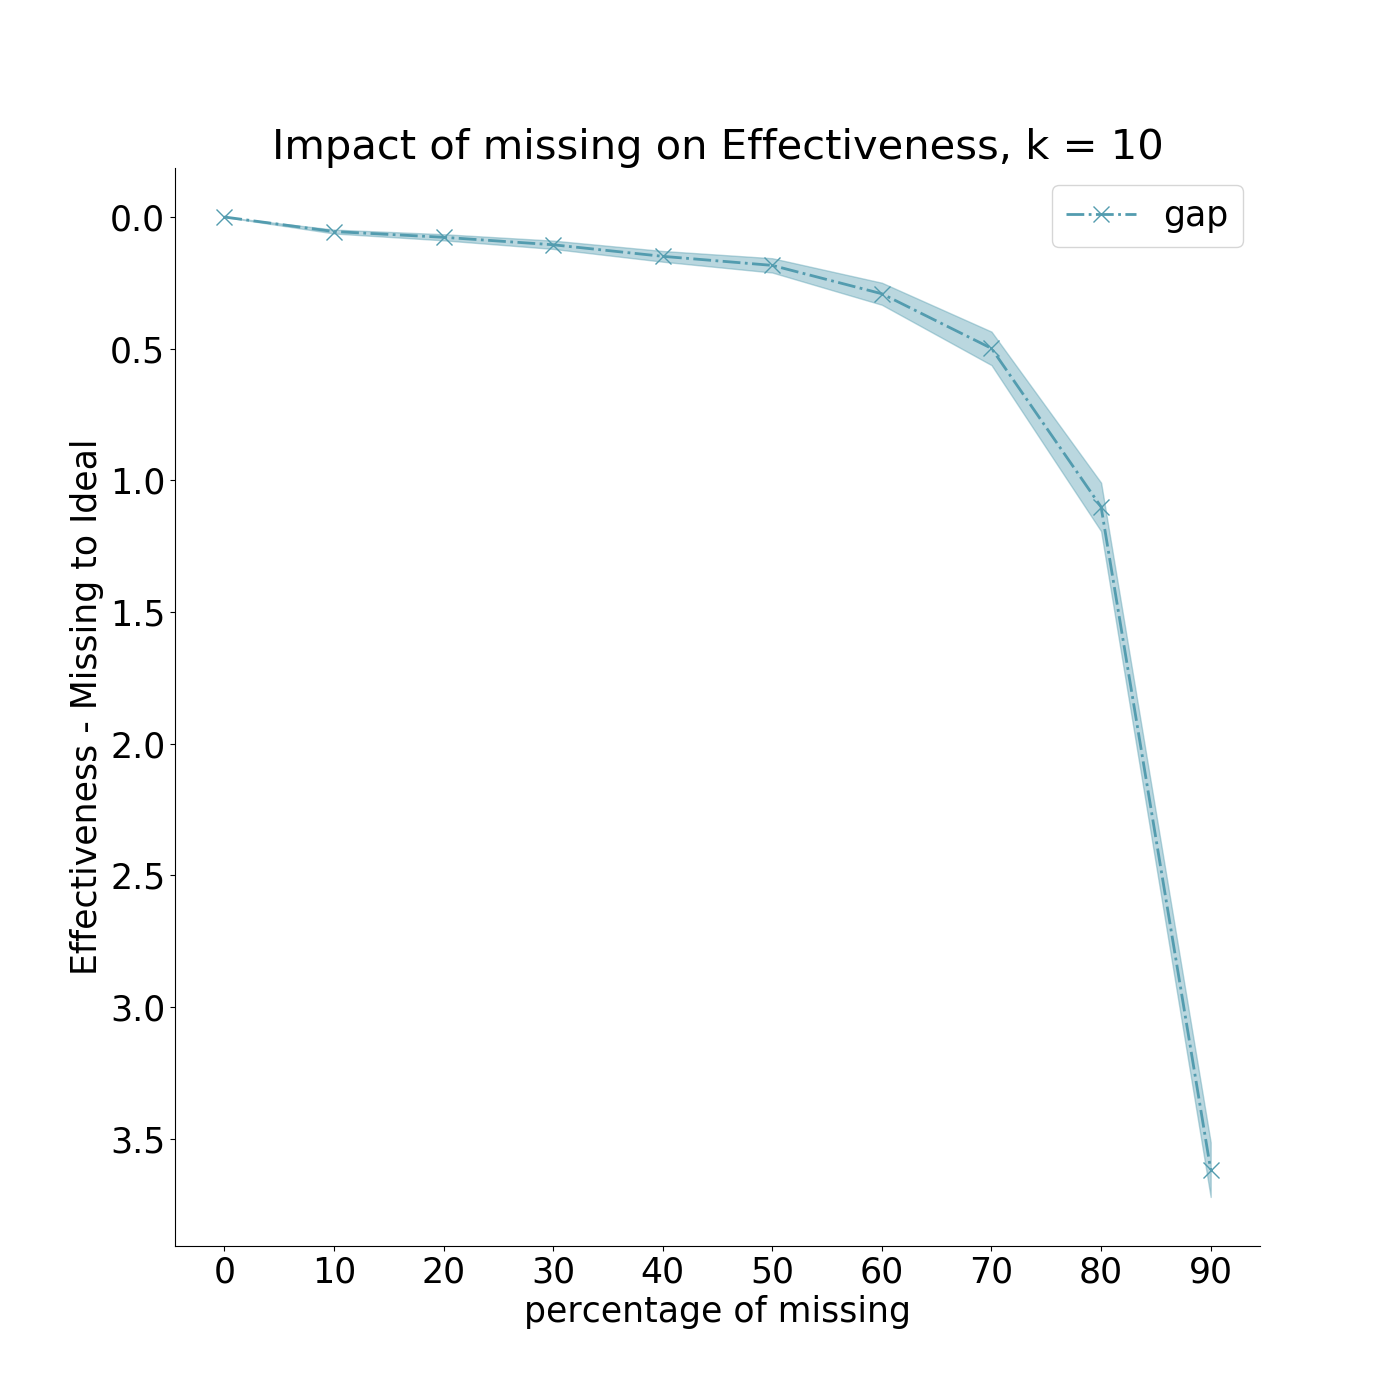 Impact of missing on Effectiveness, k = 10
gap
Effectiveness - Missing to Ideal
0.0
0.5
1.0
1.5
2.0
2.5
3.0
3.5
0 10 20 30 40 50 60 70 80 90
percentage of missing